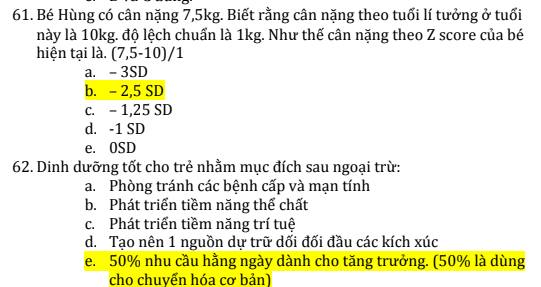 61. Bé Hùng có cân nặng 7,5kg. Biết rằng cân nặng theo tuổi lí tưởng ở tuổi
này là 10kg. độ lệch chuẩn là 1kg. Như thế cân nặng theo Z score của bé
hiện tại là. (7,5-10)/1
a. – 3SD
b. – 2,5 SD
c. – 1,25 SD
d. -1 SD
e. 0SD
62. Dinh dưỡng tốt cho trẻ nhằm mục đích sau ngoại trừ:
a. Phòng tránh các bệnh cấp và mạn tính
b. Phát triển tiềm năng thể chất
c. Phát triển tiềm năng trí tuệ
d. Tạo nên 1 nguồn dự trữ dối đối đầu các kích xúc
e. 50% nhu cầu hằng ngày dành cho tăng trưởng. (50% là dùng
cho chuyển hóa cơ bản)